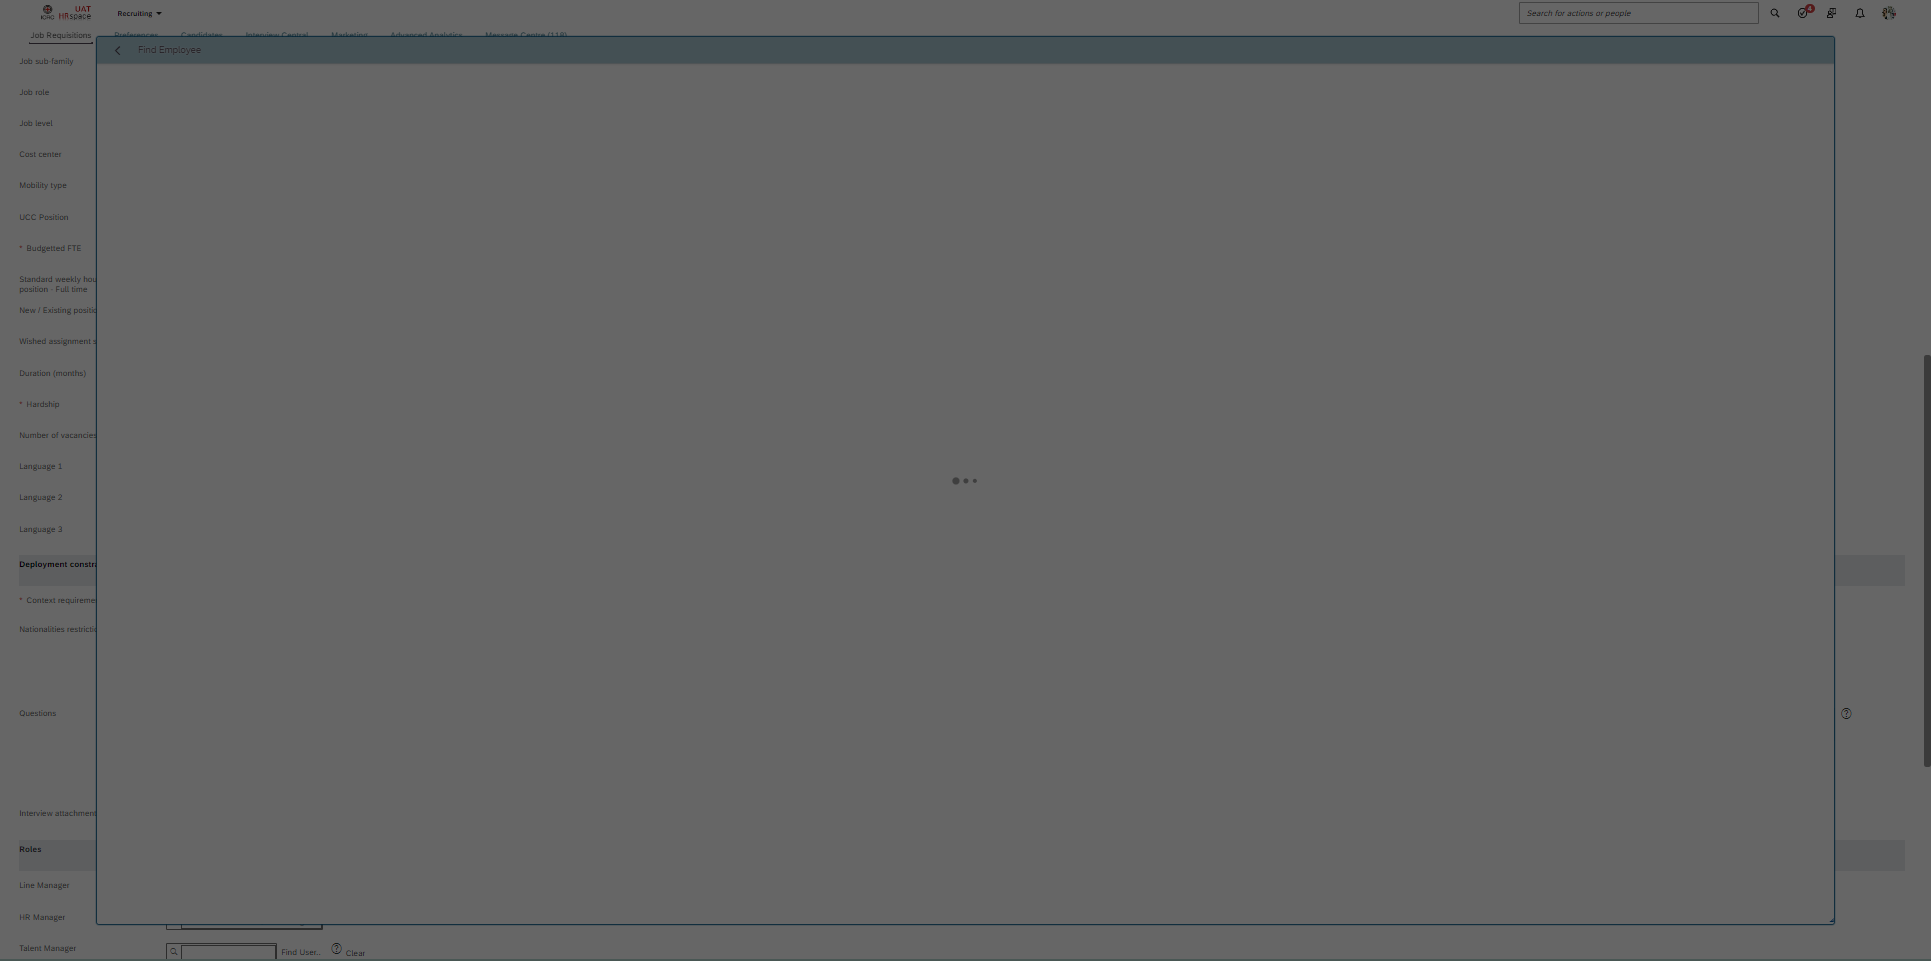 UAT
ICRC HRspace
Recruiting
Search for actions or people
4
Job Requisitions Preferences Candidates Interview Central Marketing Advanced Analytics Message Centre (118)
Find Employee
Job sub family
Job role
Job level
Cost center
Mobility type
UCC Position
* Budgetted FTE
Standard weekly hou
position - Full time
New / Existing positio
Wished assignment s
Duration (months)
* Hardship
Number of vacancies
Language 1
Language 2
Language 3
Deployment constra
* Context requireme
Nationalities restrictio
Questions
?
Interview attachment
Roles
Line Manager
HR Manager
Talent Manager Find User... ? Clear